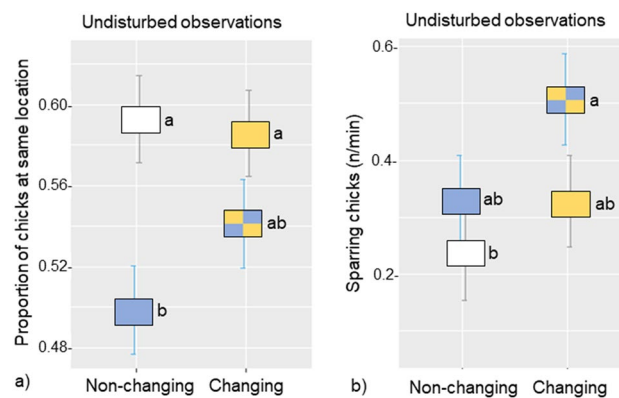 Undisturbed observations
Proportion of chicks at same location
0.60-
0.56-
0.52-
0.48-
a
a
ab
b
a)
Non-changing Changing
Undisturbed observations
Sparring chicks (n/min)
0.6-
0.4-
0.2-
a
ab
ab
b
b)
Non-changing Changing